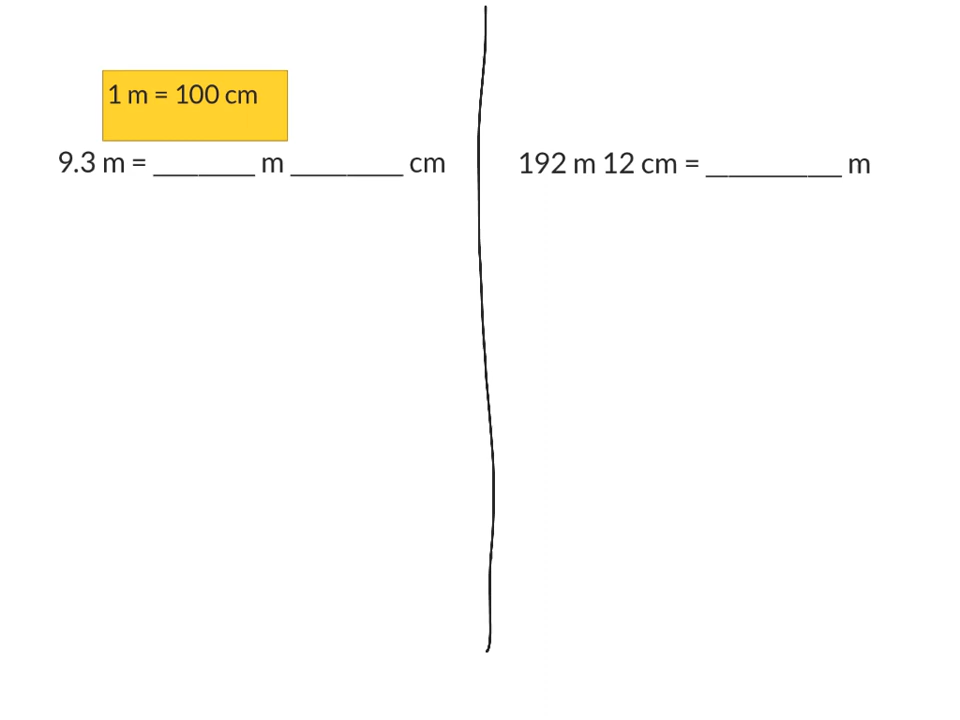 1 m = 100 cm
9.3 m = _______ m ________ cm
192 m 12 cm = _________ m